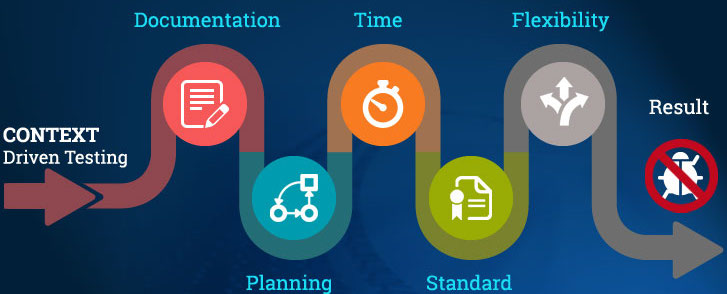 Documentation
Time
Flexibility
Result
CONTEXT
Driven Testing
Planning
Standard